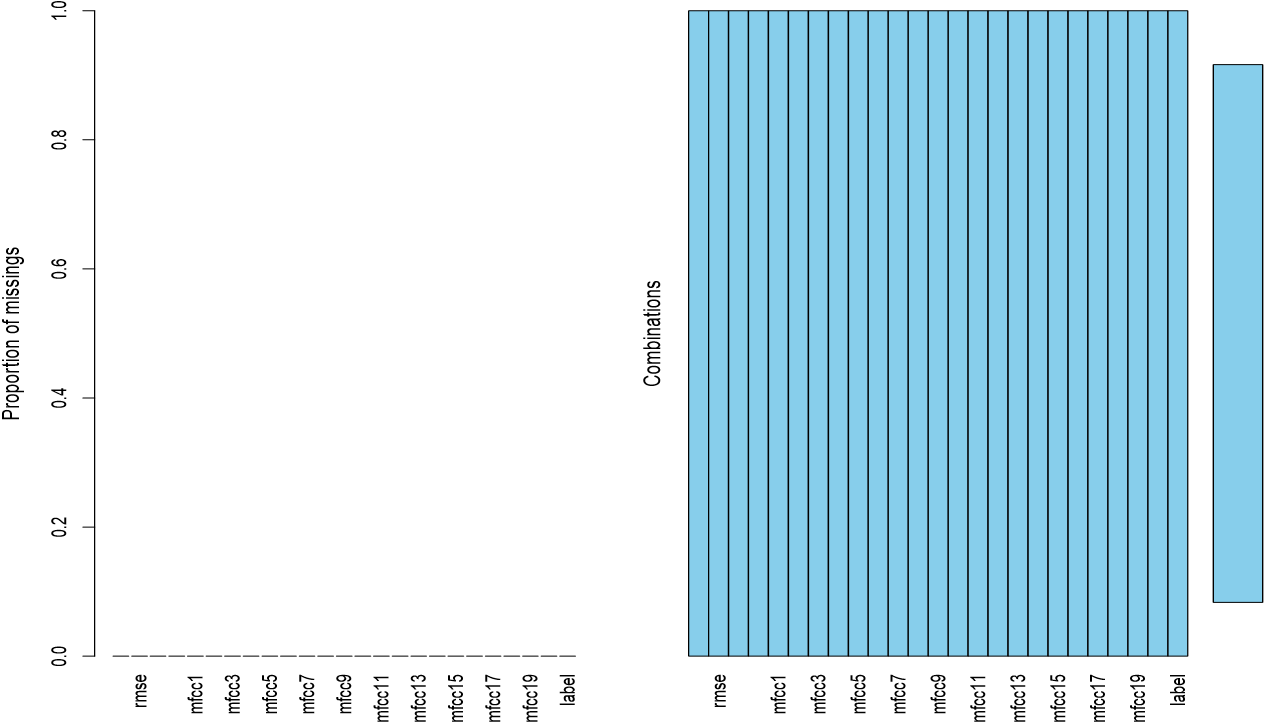 Proportion of missings
1.0
0.8
0.6
0.4
0.2
0.0
rmse
mfcc1
mfcc3
mfcc5
mfcc7
mfcc9
mfcc11
mfcc13
mfcc15
mfcc17
mfcc19
label
Combinations
rmse
mfcc1
mfcc3
mfcc5
mfcc7
mfcc9
mfcc11
mfcc13
mfcc15
mfcc17
mfcc19
label